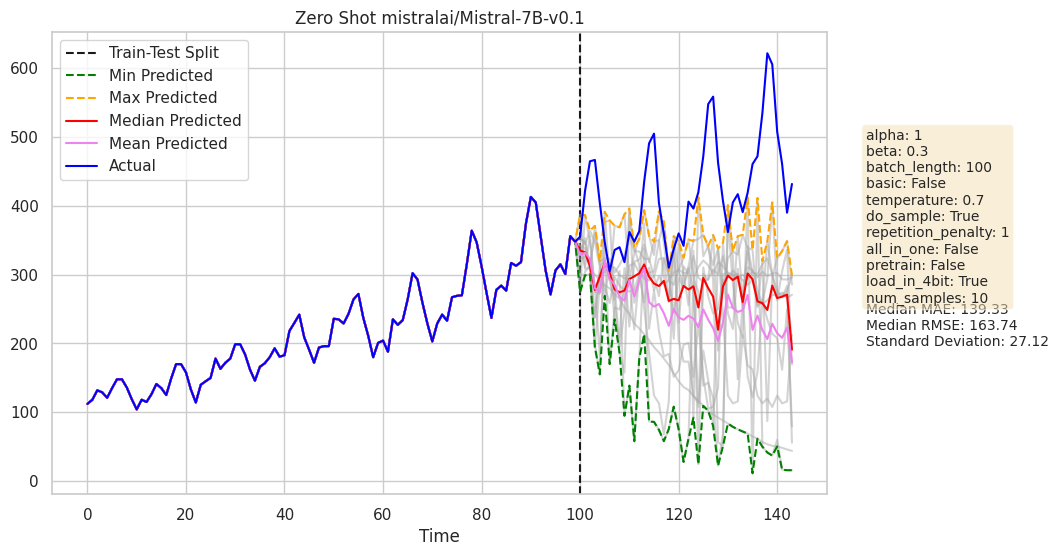 Zero Shot mistralai/Mistral-7B-v0.1
Train-Test Split
Min Predicted
Max Predicted
Median Predicted
Mean Predicted
Actual
600
500
400
300
200
100
0
0
20
40
60
80
100
120
140
Time
alpha: 1
beta: 0.3
batch_length: 100
basic: False
temperature: 0.7
do_sample: True
repetition_penalty: 1
all_in_one: False
pretrain: False
load_in_4bit: True
num_samples: 10
Median MAE: 139.33
Median RMSE: 163.74
Standard Deviation: 27.12